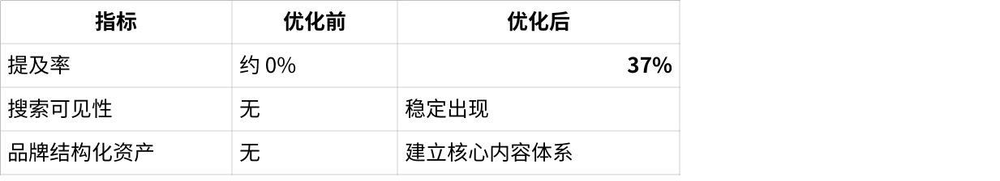 指标 优化前 优化后
提及率 约 0% 37%
搜索可见性 无 稳定出现
品牌结构化资产 无 建立核心内容体系